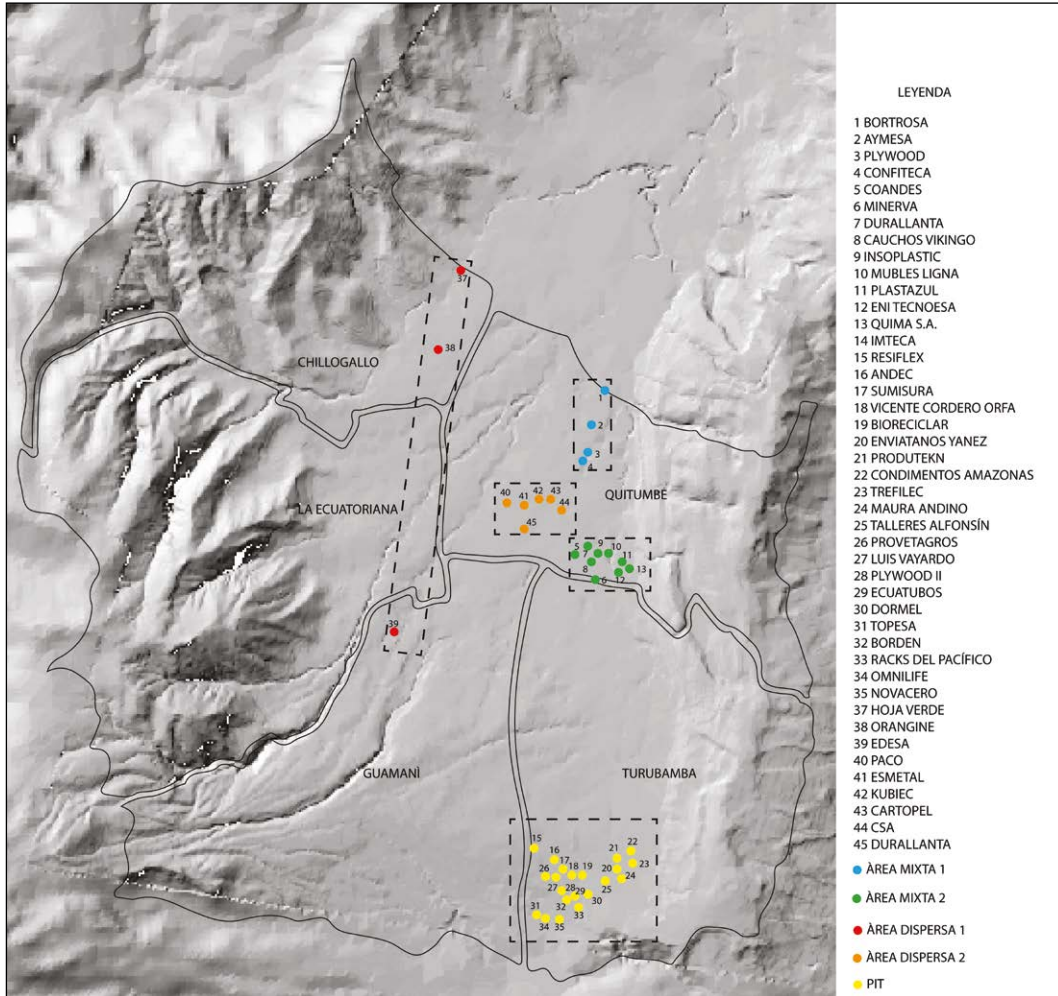 LEYENDA
1 BORTROSA
2 AYMESA
3 PLYWOOD
4 CONFITECA
5 COANDES
6 MINERVA
7 DURALLANTA
8 CAUCHOS VIKINGO
9 INSOPLASTIC
10 MUBLES LIGNA
11 PLASTAZUL
12 ENI TECNOESA
13 QUIMA S.A.
14 IMTECA
15 RESIFLEX
16 ANDEC
17 SUMISURA
18 VICENTE CORDERO ORFA
19 BIORECICLAR
20 ENVIATANOS YANEZ
21 PRODUTEKN
22 CONDIMENTOS AMAZONAS
23 TREFILEC
24 MAURA ANDINO
25 TALLERES ALFONSÍN
26 PROVETAGROS
27 LUIS VAYARDO
28 PLYWOOD II
29 ECUATUBOS
30 DORMEL
31 TOPESA
32 BORDEN
33 RACKS DEL PACÍFICO
34 OMNILIFE
35 NOVACERO
37 HOJA VERDE
38 ORANGINE
39 EDESA
40 PACO
41 ESMETAL
42 KUBIEC
43 CARTOPEL
44 CSA
45 DURALLANTA
ÀREA MIXTA 1
ÀREA MIXTA 2
ÀREA DISPERSA 1
ÀREA DISPERSA 2
PIT
37
38
CHILLOGALLO
1
2
3
LA ECUATORIANA
QUITUMBE
40 41 42 43 44
45
5 7 9 10 11
8 6 12 13
39
GUAMANÌ
TURUBAMBA
15 16 17 18 19
21 22
20 23
26 25 24
27 28 29 30
32 33
31 34 35